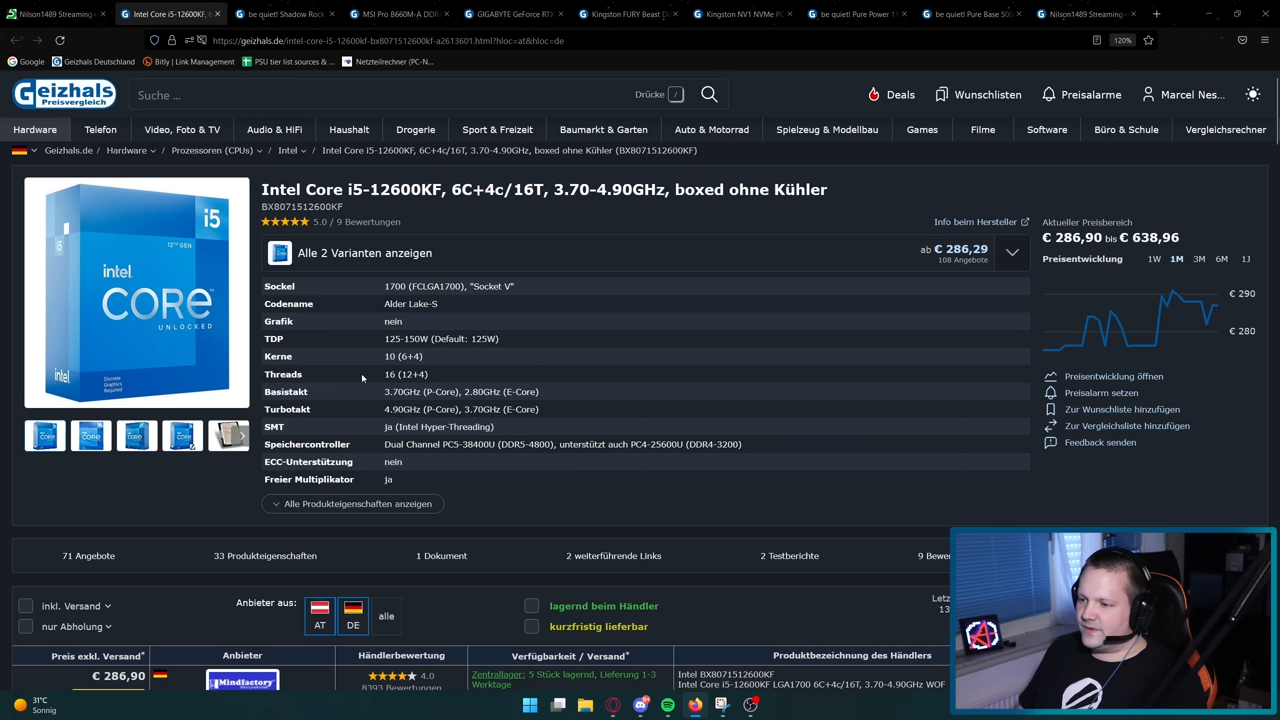 Nilson1489 Streaming -
Intel Core i5-12600KF, 6
be quiet! Shadow Rock
MSI Pro B660M-A DDR
GIGABYTE GeForce RTX
Kingston FURY Beast D
Kingston NV1 NVMe PC
be quiet! Pure Power 11
be quiet! Pure Base 500
Nilson1489 Streaming -
https://geizhals.de/intel-core-i5-12600kf-bx8071512600kf-a2613601.html?hloc=at&hloc=de
120%
Google
Geizhals Deutschland
Bitly | Link Management
PSU tier list sources & ...
Netzteilrechner (PC-N...
Geizhals
Preisvergleich
Suche ...
Drücke /
Deals
Wunschlisten
Preisalarme
Marcel Nes...
Hardware
Telefon
Video, Foto & TV
Audio & HiFi
Haushalt
Drogerie
Sport & Freizeit
Baumarkt & Garten
Auto & Motorrad
Spielzeug & Modellbau
Games
Filme
Software
Büro & Schule
Vergleichsrechner
Geizhals.de / Hardware / Prozessoren (CPUs) / Intel / Intel Core i5-12600KF, 6C+4c/16T, 3.70-4.90GHz, boxed ohne Kühler (BX8071512600KF)
Intel Core i5-12600KF, 6C+4c/16T, 3.70-4.90GHz, boxed ohne Kühler
BX8071512600KF
5.0 / 9 Bewertungen
Info beim Hersteller
Alle 2 Varianten anzeigen
ab € 286,29
108 Angebote
Sockel 1700 (FCLGA1700), "Socket V"
Codename Alder Lake-S
Grafik nein
TDP 125-150W (Default: 125W)
Kerne 10 (6+4)
Threads 16 (12+4)
Basistakt 3.70GHz (P-Core), 2.80GHz (E-Core)
Turbotakt 4.90GHz (P-Core), 3.70GHz (E-Core)
SMT ja (Intel Hyper-Threading)
Speichercontroller Dual Channel PC5-38400U (DDR5-4800), unterstützt auch PC4-25600U (DDR4-3200)
ECC-Unterstützung nein
Freier Multiplikator ja
Alle Produkteigenschaften anzeigen
i5
i5
12TH GEN
intel
CORE
UNLOCKED
intel
Discrete
Graphics
Required
Aktueller Preisbereich
€ 286,90 bis € 638,96
Preisentwicklung 1W 1M 3M 6M 1J
€ 290
€ 280
Preisentwicklung öffnen
Preisalarm setzen
Zur Wunschliste hinzufügen
Zur Vergleichsliste hinzufügen
Feedback senden
71 Angebote
33 Produkteigenschaften
1 Dokument
2 weiterführende Links
2 Testberichte
9 Bewer
inkl. Versand
nur Abholung
Anbieter aus:
AT
DE
alle
lagernd beim Händler
kurzfristig lieferbar
Letz
13
Preis exkl. Versand*
Anbieter
Händlerbewertung
Verfügbarkeit / Versand*
Produktbezeichnung des Händlers
€ 286,90
Mindfactory
4.0
8393 Bewertungen
Zentrallager: 5 Stück lagernd, Lieferung 1-3
Werktage
Intel BX8071512600KF
Intel Core i5-12600KF LGA1700 6C+4c/16T, 3.70-4.90GHz WOF
31°C
Sonnig